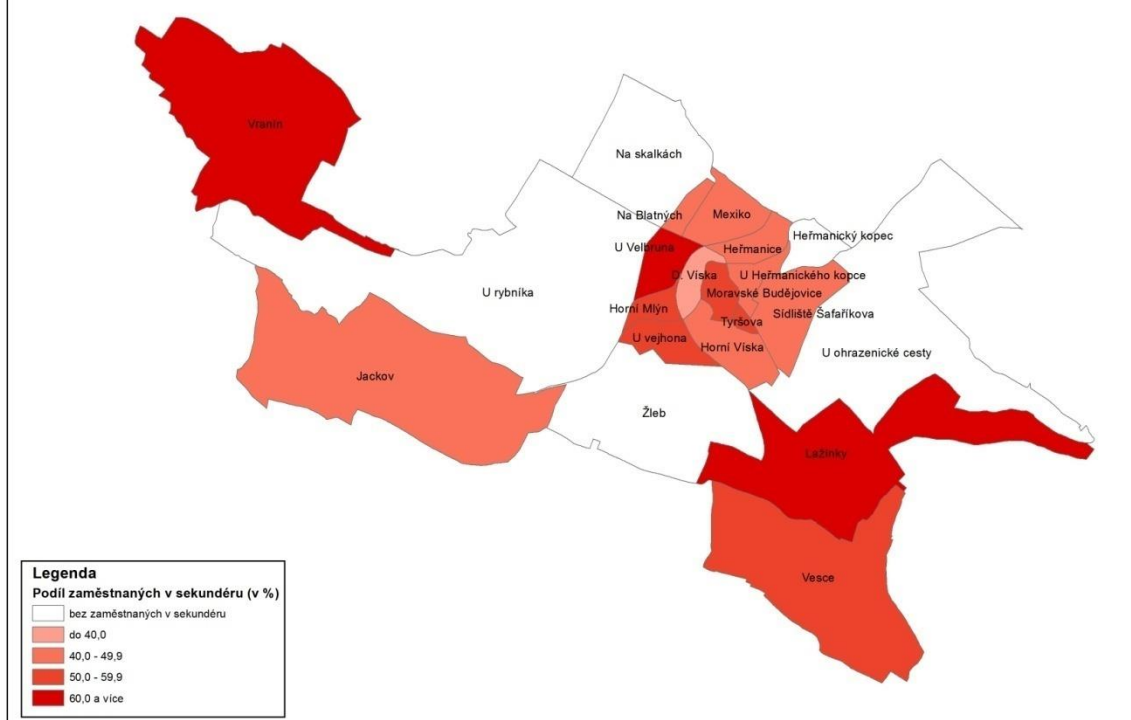 Vranín
Na skalkách
Na Blatných
Mexiko
Heřmanický kopec
U Velbruna
Heřmanice
D. Víska
U Heřmanického kopce
U rybníka
Moravské Budějovice
Horní Mlýn
Sídliště Šafaříkova
Tyršova
U vejhona
Horní Víska
U ohrazenické cesty
Jackov
Žleb
Lažínky
Vesce
Legenda
Podíl zaměstnaných v sekundéru (v %)
bez zaměstnaných v sekundéru
do 40,0
40,0 - 49,9
50,0 - 59,9
60,0 a více